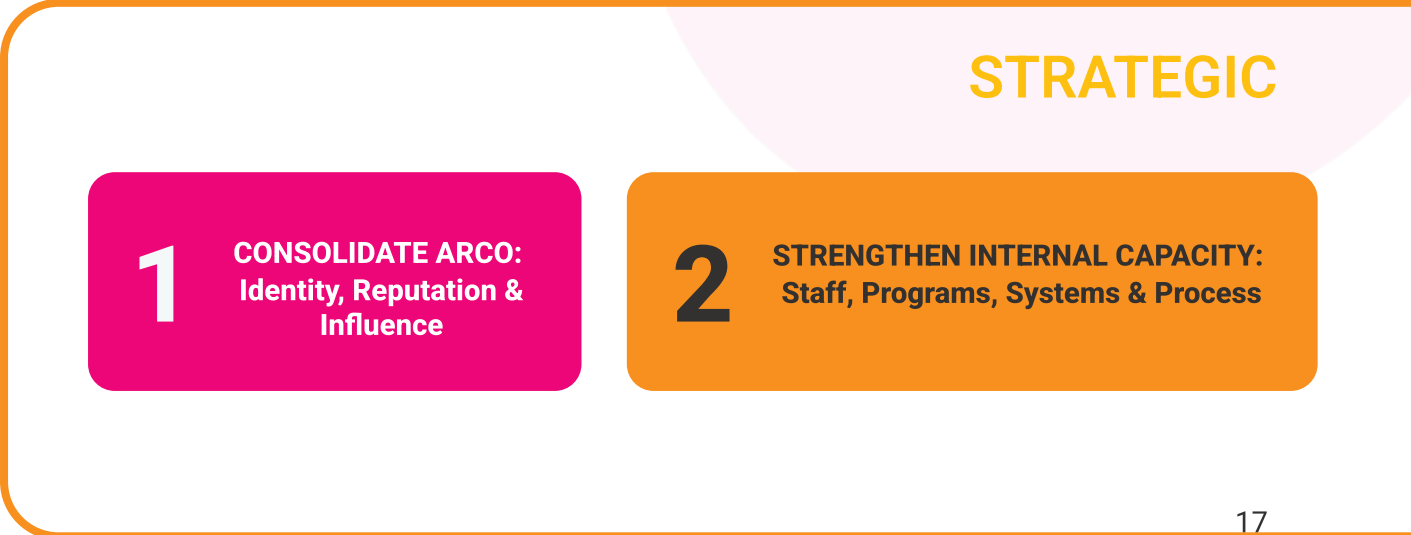 STRATEGIC
1
CONSOLIDATE ARCO:
Identity, Reputation &
Influence
2
STRENGTHEN INTERNAL CAPACITY:
Staff, Programs, Systems & Process
17